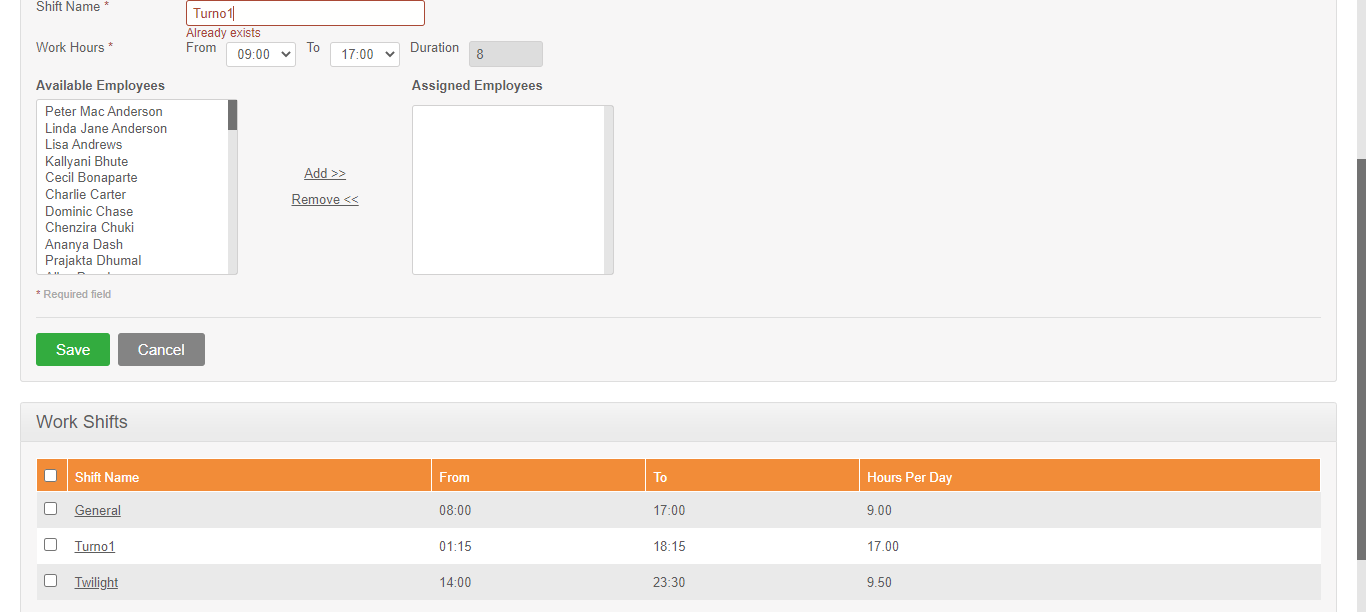 Shift Name *
Turno1
Already exists
Work Hours *
From 09:00 To 17:00 Duration 8
Available Employees
Assigned Employees
Peter Mac Anderson
Linda Jane Anderson
Lisa Andrews
Kallyani Bhute
Cecil Bonaparte
Charlie Carter
Dominic Chase
Chenzira Chuki
Ananya Dash
Prajakta Dhumal
Add >>
Remove <<
* Required field
Save Cancel
Work Shifts
Shift Name From To Hours Per Day
General 08:00 17:00 9.00
Turno1 01:15 18:15 17.00
Twilight 14:00 23:30 9.50